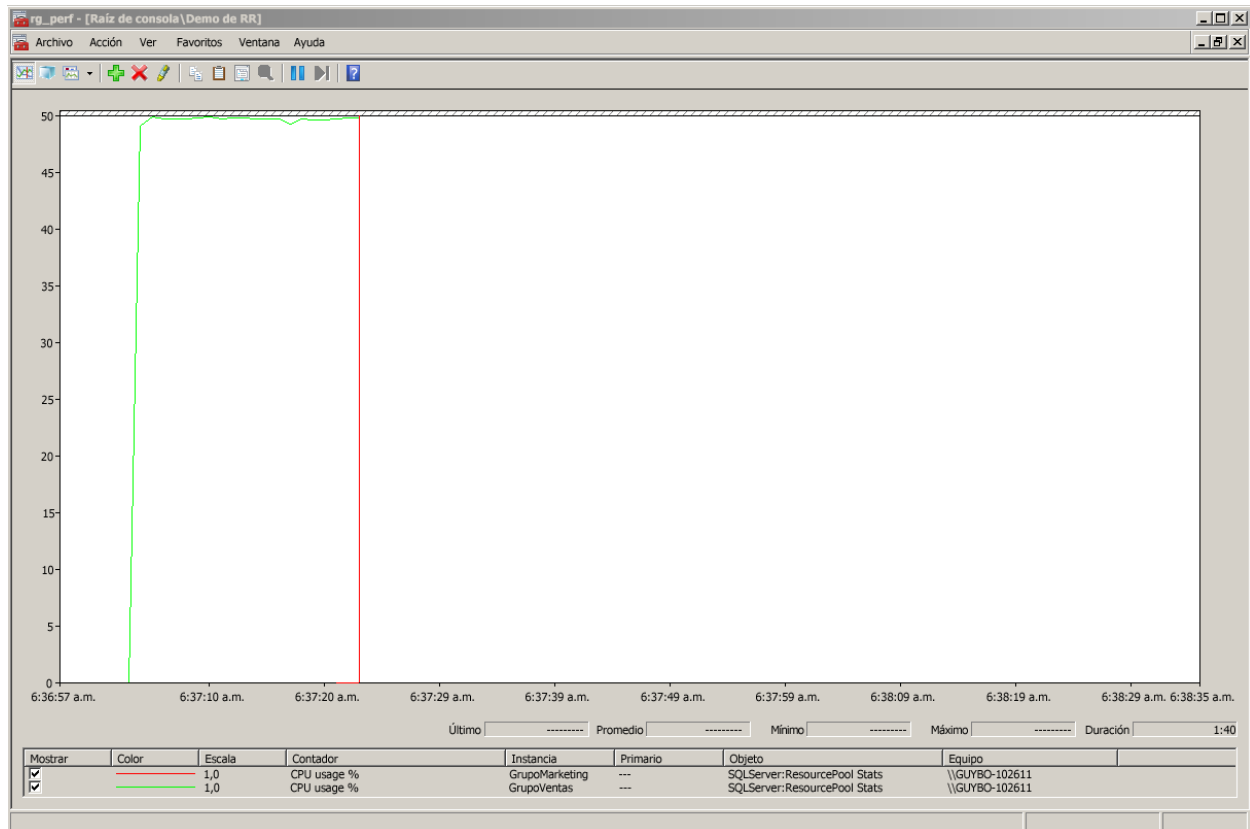 rg_perf - [Raíz de consola\Demo de RR]
Archivo Acción Ver Favoritos Ventana Ayuda
50
45
40
35
30
25
20
15
10
5
0
6:36:57 a.m. 6:37:10 a.m. 6:37:20 a.m. 6:37:29 a.m. 6:37:39 a.m. 6:37:49 a.m. 6:37:59 a.m. 6:38:09 a.m. 6:38:19 a.m. 6:38:29 a.m. 6:38:35 a.m.
Último --------- Promedio --------- Mínimo --------- Máximo --------- Duración 1:40
Mostrar Color Escala Contador Instancia Primario Objeto Equipo
1,0 CPU usage % GrupoMarketing --- SQLServer:ResourcePool Stats \\GUYBO-102611
1,0 CPU usage % GrupoVentas --- SQLServer:ResourcePool Stats \\GUYBO-102611